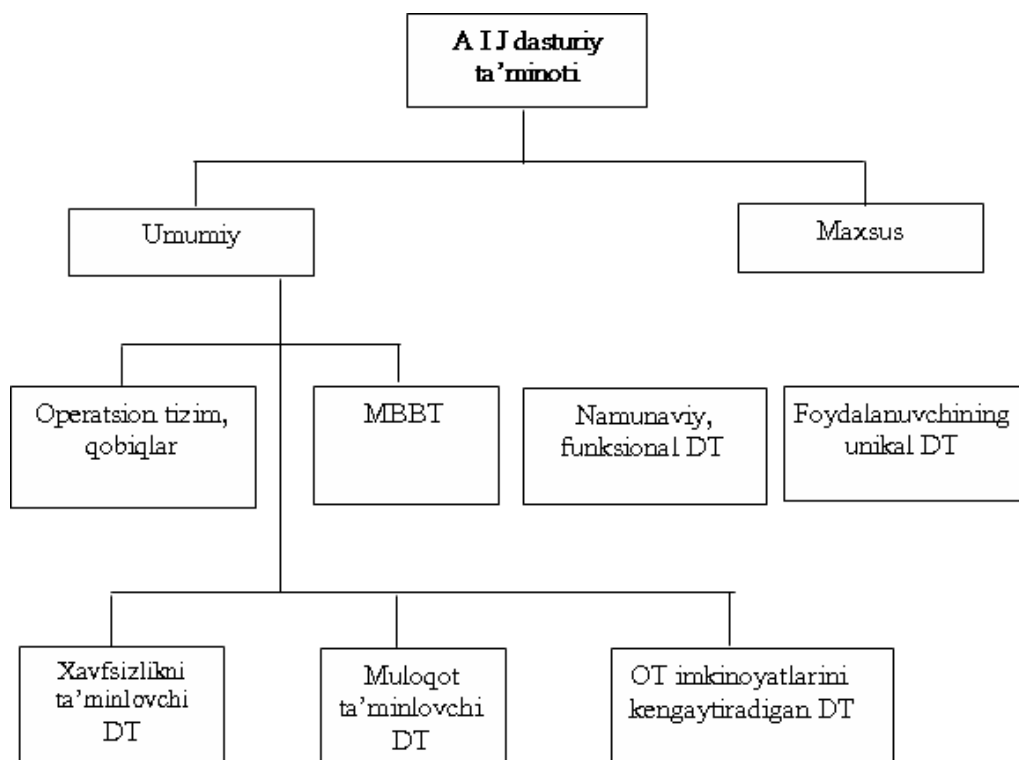 A I J dasturiy
ta’minoti
Umumiy
Maxsus
Operatsion tizim,
qobiqlar
MBBT
Namunaviy,
funksional DT
Foydalanuvchining
unikal DT
Xavfsizlikni
ta’minlovchi
DT
Muloqot
ta’minlovchi
DT
OT imkinoyatlarini
kengaytiradigan DT